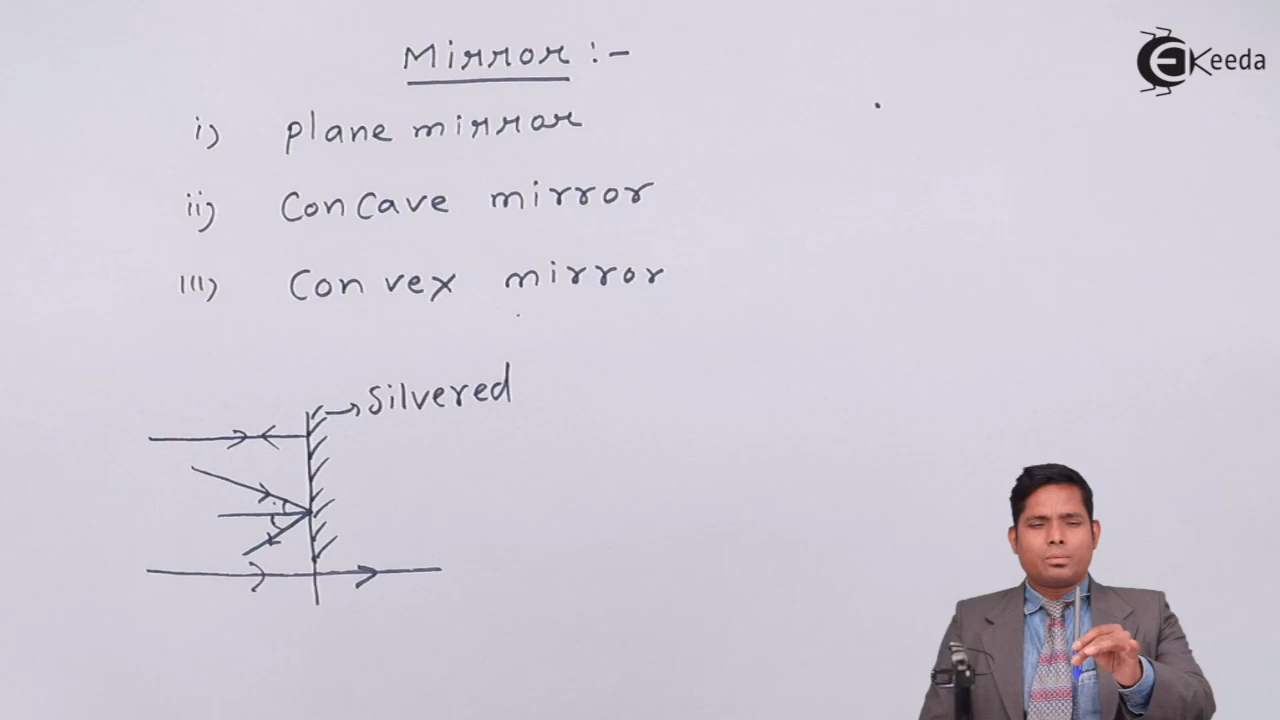 Mirror :-
i) plane mirror
ii) Concave mirror
iii) Convex mirror
Silvered
EKeeda